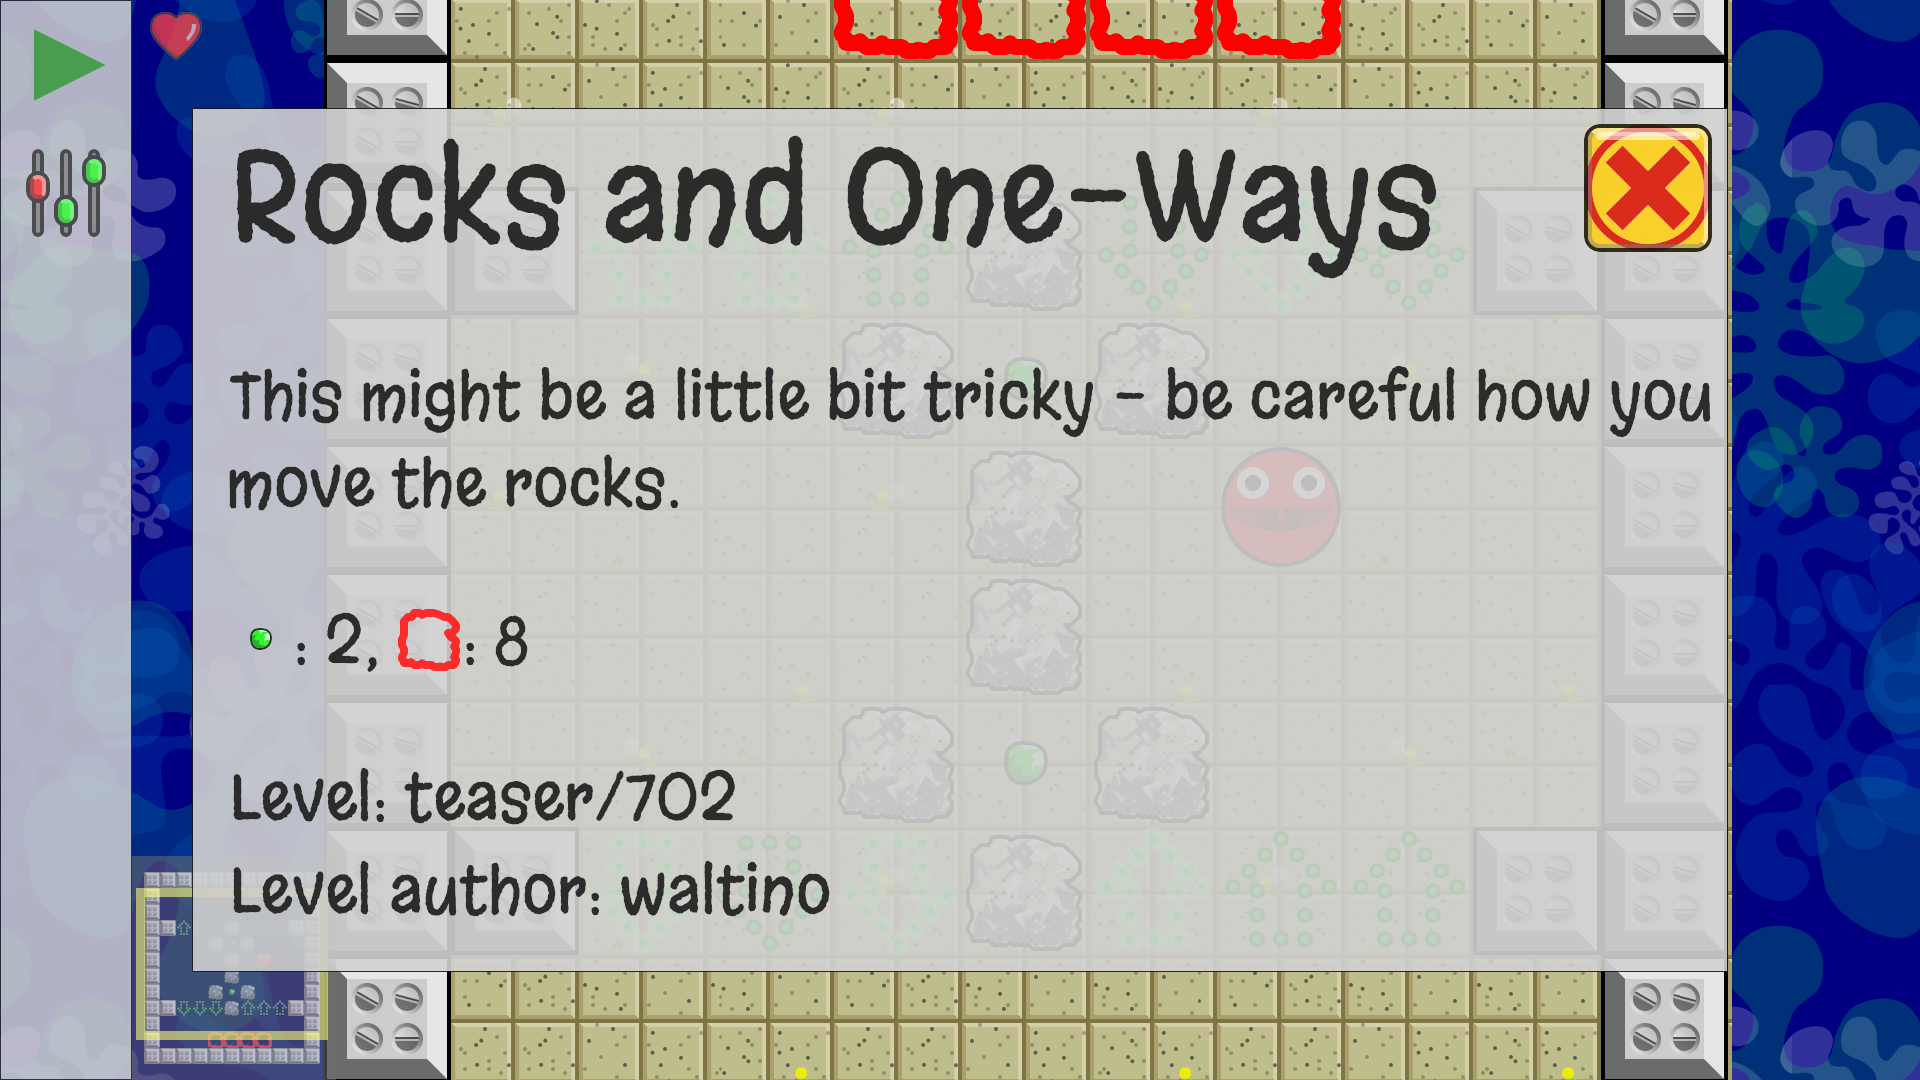 Rocks and One-Ways
This might be a little bit tricky - be careful how you
move the rocks.
: 2, : 8
Level: teaser/702
Level author: waltino